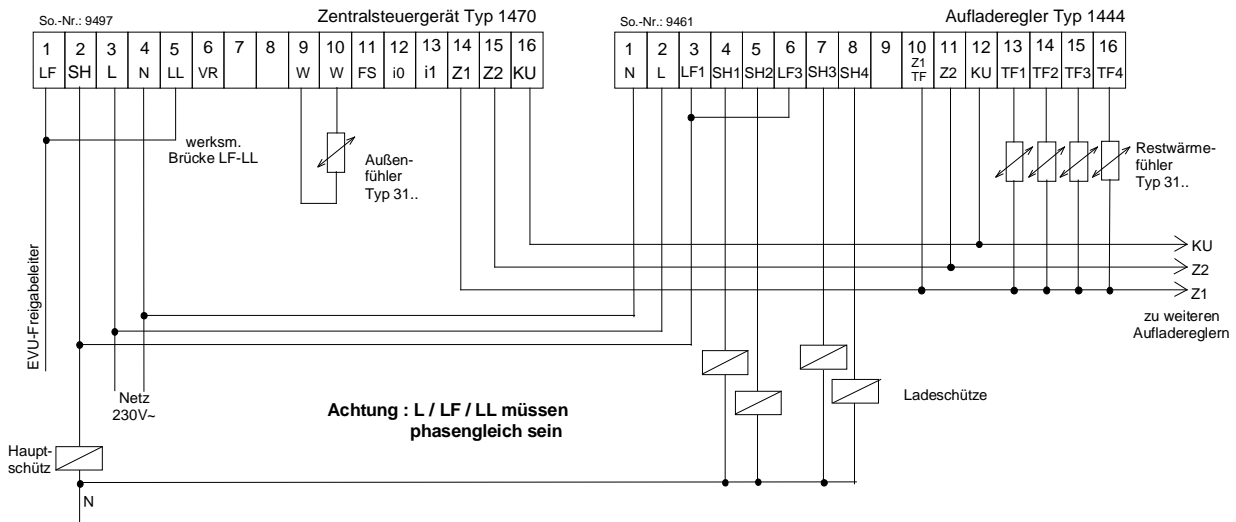 So.-Nr.: 9497
Zentralsteuergerät Typ 1470
1 2 3 4 5 6 7 8 9 10 11 12 13 14 15 16
LF SH L N LL VR W W FS i0 i1 Z1 Z2 KU
So.-Nr.: 9461
Aufladeregler Typ 1444
1 2 3 4 5 6 7 8 9 10 11 12 13 14 15 16
N L LF1 SH1 SH2 LF3 SH3 SH4 Z1 TF Z2 KU TF1 TF2 TF3 TF4
werksm.
Brücke LF-LL
Außen-
fühler
Typ 31..
Restwärme-
fühler
Typ 31..
KU
Z2
Z1
zu weiteren
Aufladereglern
EVU-Freigabeleiter
Netz
230V~
Achtung : L / LF / LL müssen
phasengleich sein
Ladeschütze
Haupt-
schütz
N